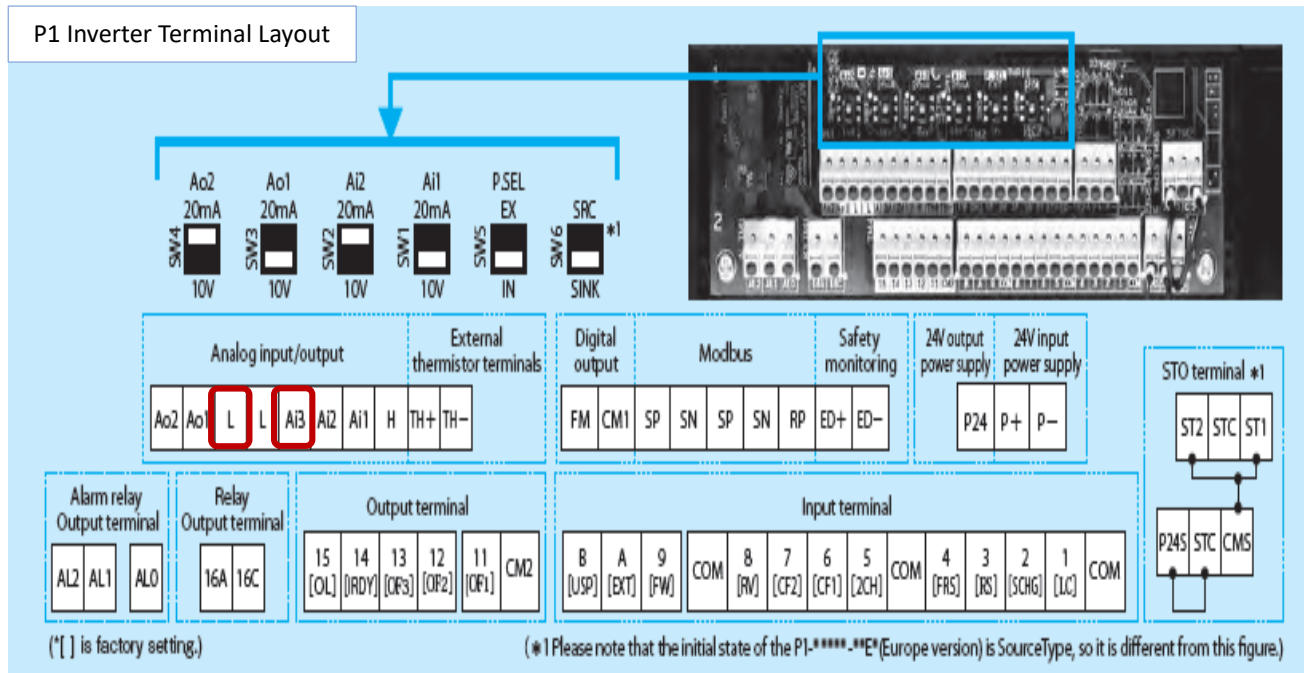 P1 Inverter Terminal Layout
Ao2 Ao1 Ai2 Ai1 P.SEL
20mA 20mA 20mA 20mA EX SRC
*1
SW4 SW3 SW2 SW1 SW5 SW6
10V 10V 10V 10V IN SINK
2
Analog input/output
External
thermistor terminals
Ao2 Ao1 L L Ai3 Ai2 Ai1 H TH+ TH−
Digital
output
Modbus
Safety
monitoring
FM CM1 SP SN SP SN RP ED+ ED−
24V output
power supply
24V input
power supply
P24 P+ P−
STO terminal *1
ST2 STC ST1
P24S STC CMS
Alarm relay
Output terminal
AL2 AL1 AL0
Relay
Output terminal
16A 16C
Output terminal
15 14 13 12 11 CM2
[OL] [IRDY] [OF3] [OF2] [OF1]
Input terminal
B A 9 COM 8 7 6 5 COM 4 3 2 1 COM
[USP] [EXT] [FW] [RV] [CF2] [CF1] [2CH] [FRS] [RS] [SCHG] [LC]
(*[ ] is factory setting.)
(*1 Please note that the initial state of the P1-*****-**E*(Europe version) is SourceType, so it is different from this figure.)